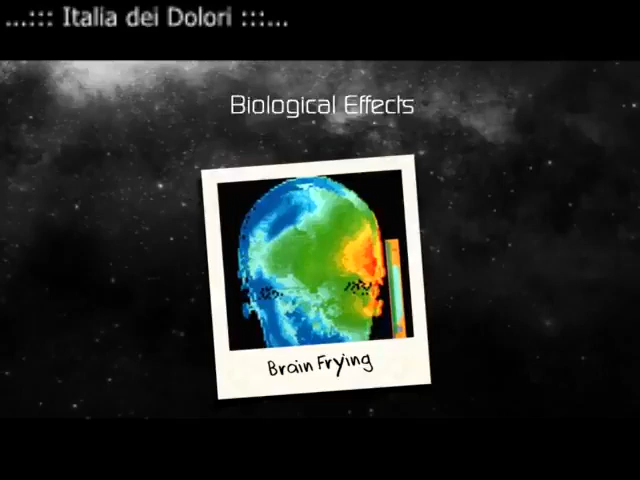 ...::: Italia dei Dolori :::...
Biological Effects
Brain Frying